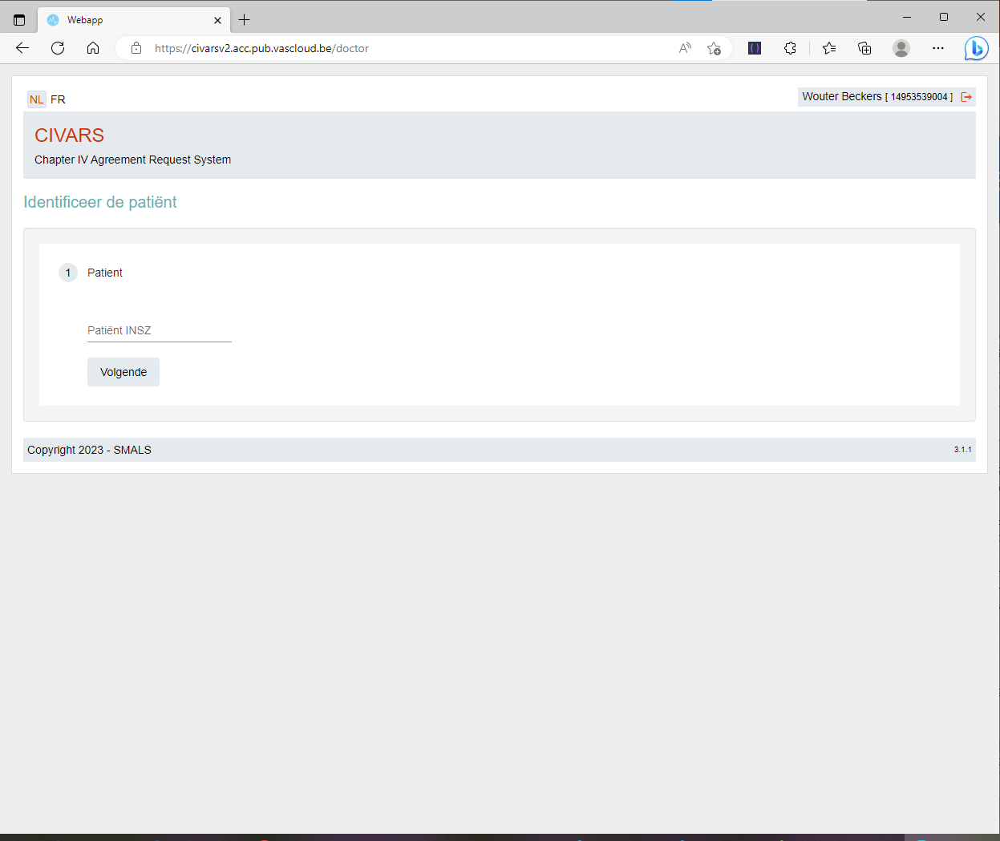 Webapp
https://civarsv2.acc.pub.vascloud.be/doctor
NL FR
Wouter Beckers [ 14953539004 ]
CIVARS
Chapter IV Agreement Request System
Identificeer de patiënt
1 Patient
Patiënt INSZ
Volgende
Copyright 2023 - SMALS
3.1.1